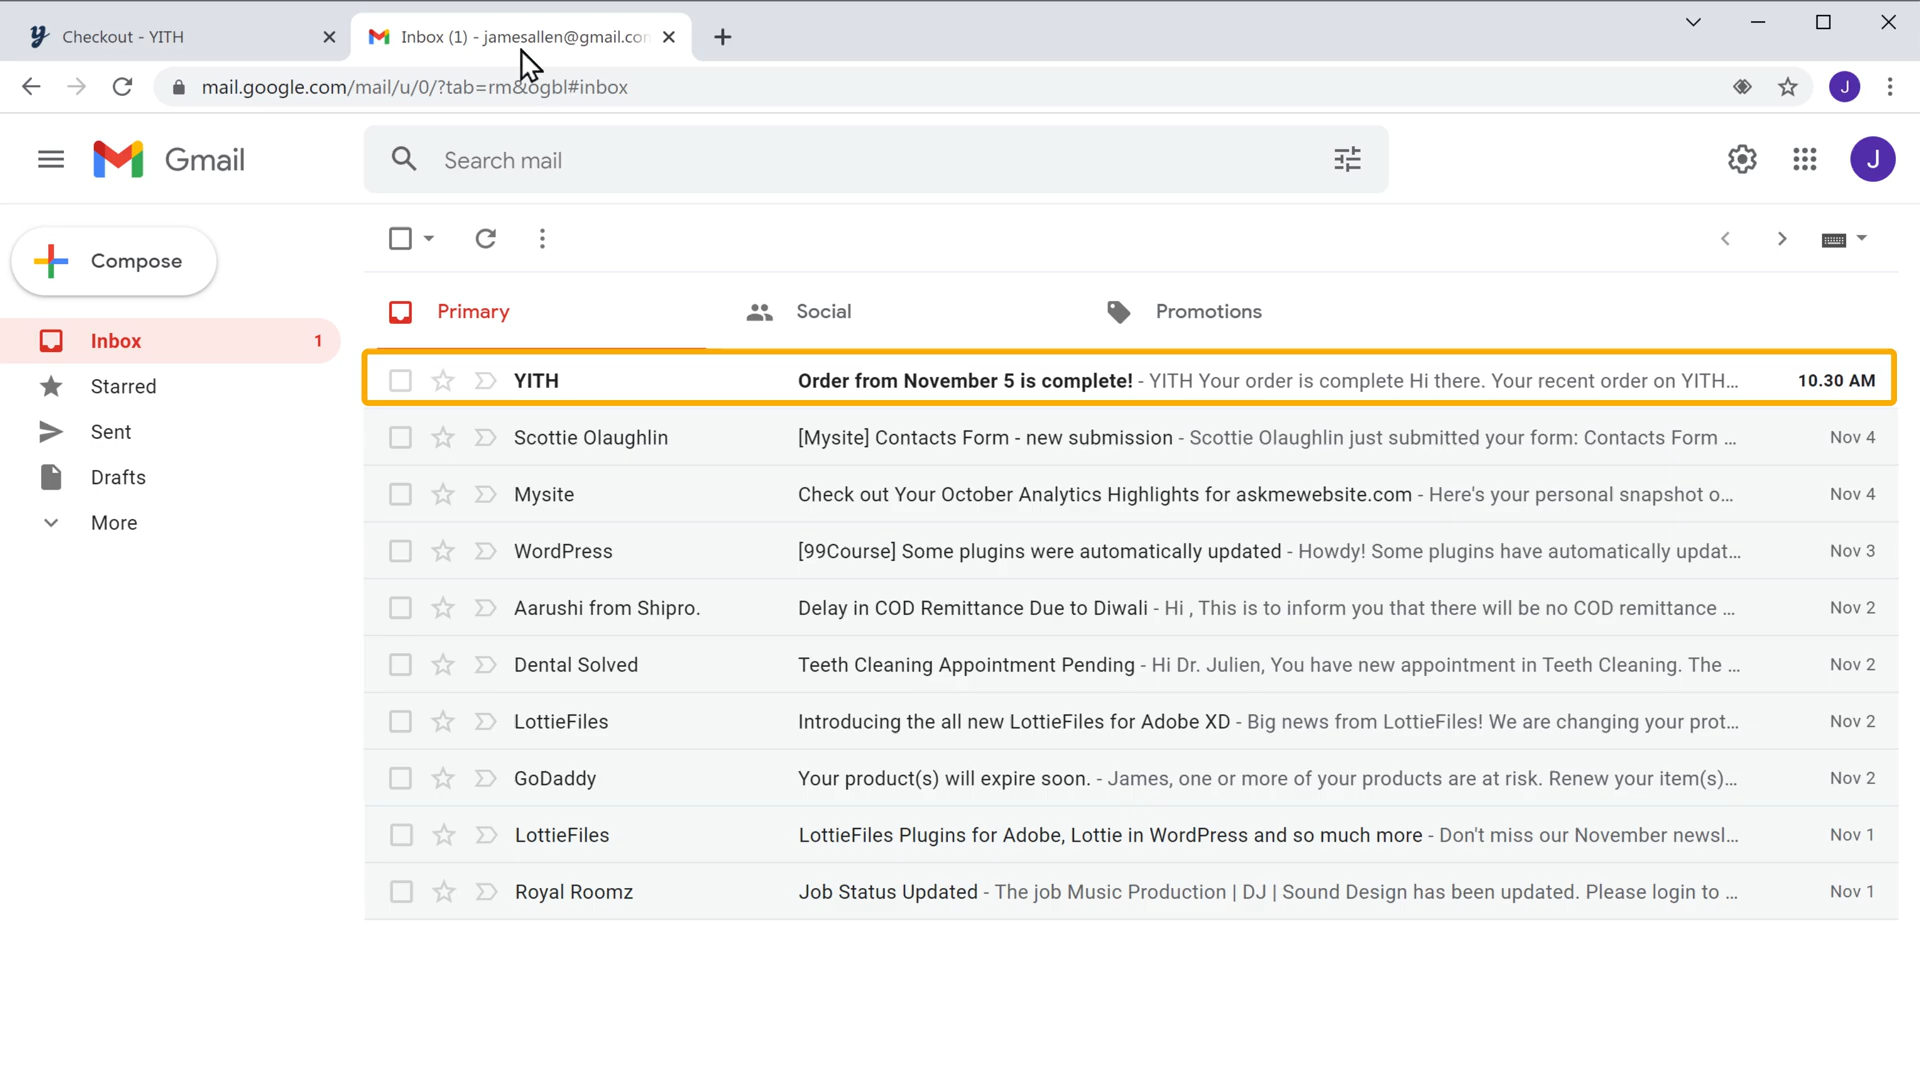 Checkout - YITH
Inbox (1) - jamesallen@gmail.com
mail.google.com/mail/u/0/?tab=rm&ogbl#inbox
J
Gmail
Search mail
J
Compose
Primary
Social
Promotions
Inbox 1
Starred
Sent
Drafts
More
YITH Order from November 5 is complete! - YITH Your order is complete Hi there. Your recent order on YITH... 10.30 AM
Scottie Olaughlin [Mysite] Contacts Form - new submission - Scottie Olaughlin just submitted your form: Contacts Form ... Nov 4
Mysite Check out Your October Analytics Highlights for askmewebsite.com - Here's your personal snapshot o... Nov 4
WordPress [99Course] Some plugins were automatically updated - Howdy! Some plugins have automatically updat... Nov 3
Aarushi from Shipro. Delay in COD Remittance Due to Diwali - Hi , This is to inform you that there will be no COD remittance ... Nov 2
Dental Solved Teeth Cleaning Appointment Pending - Hi Dr. Julien, You have new appointment in Teeth Cleaning. The ... Nov 2
LottieFiles Introducing the all new LottieFiles for Adobe XD - Big news from LottieFiles! We are changing your prot... Nov 2
GoDaddy Your product(s) will expire soon. - James, one or more of your products are at risk. Renew your item(s)... Nov 2
LottieFiles LottieFiles Plugins for Adobe, Lottie in WordPress and so much more - Don't miss our November newsl... Nov 1
Royal Roomz Job Status Updated - The job Music Production | DJ | Sound Design has been updated. Please login to ... Nov 1